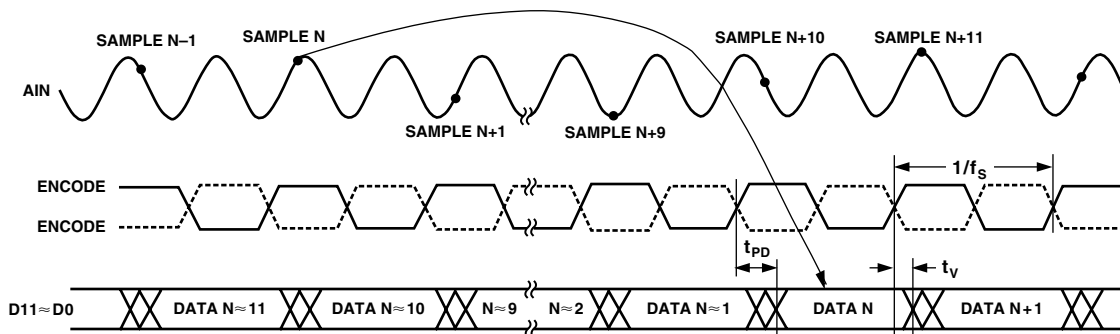 SAMPLE N–1
SAMPLE N
SAMPLE N+10
SAMPLE N+11
AIN
SAMPLE N+1
SAMPLE N+9
ENCODE
1/fS
ENCODE
tPD
tV
D11≈D0
DATA N≈11
DATA N≈10
N≈9
N≈2
DATA N≈1
DATA N
DATA N+1